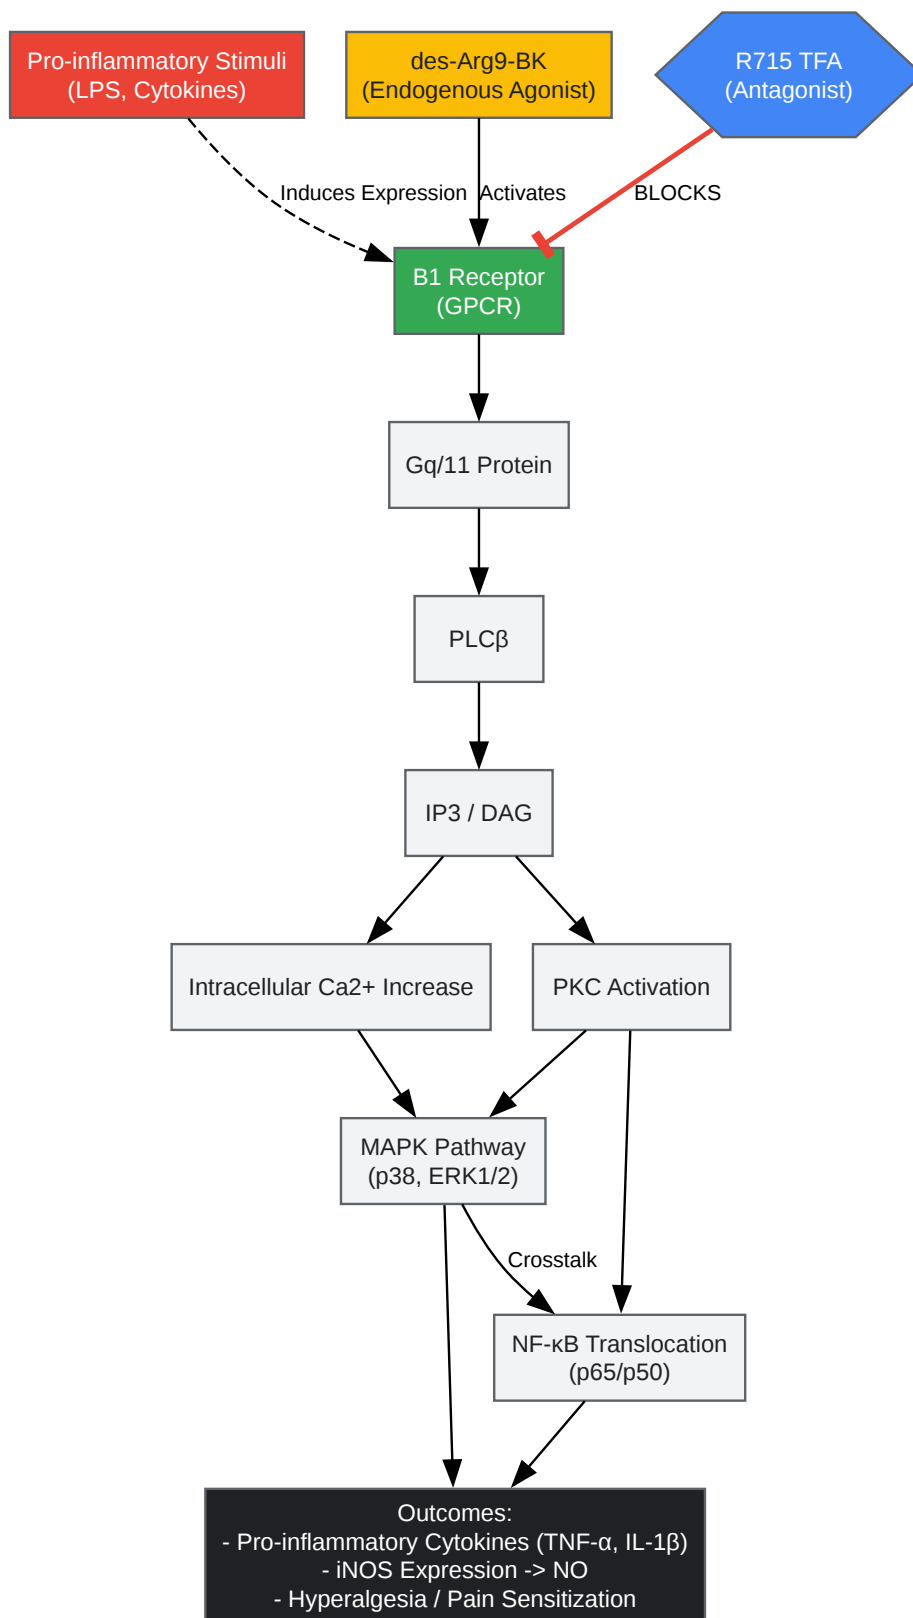 Pro-inflammatory Stimuli
(LPS, Cytokines)
des-Arg9-BK
(Endogenous Agonist)
R715 TFA
(Antagonist)
Induces Expression
Activates
BLOCKS
B1 Receptor
(GPCR)
Gq/11 Protein
PLCβ
IP3 / DAG
Intracellular Ca2+ Increase
PKC Activation
MAPK Pathway
(p38, ERK1/2)
Crosstalk
NF-κB Translocation
(p65/p50)
Outcomes:
- Pro-inflammatory Cytokines (TNF-α, IL-1β)
- iNOS Expression -> NO
- Hyperalgesia / Pain Sensitization